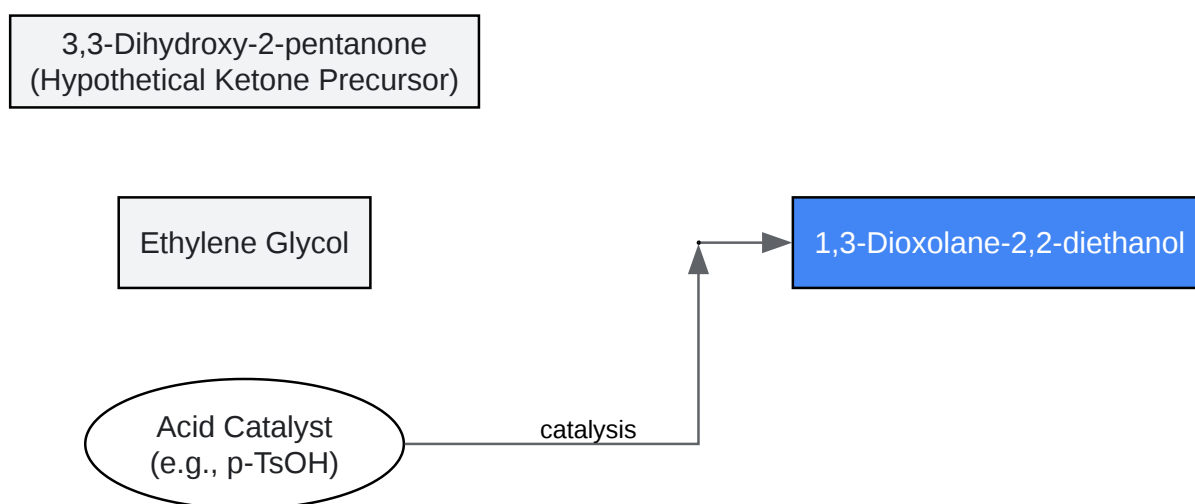 3,3-Dihydroxy-2-pentanone
(Hypothetical Ketone Precursor)
Ethylene Glycol
1,3-Dioxolane-2,2-diethanol
Acid Catalyst
(e.g., p-TsOH)
catalysis